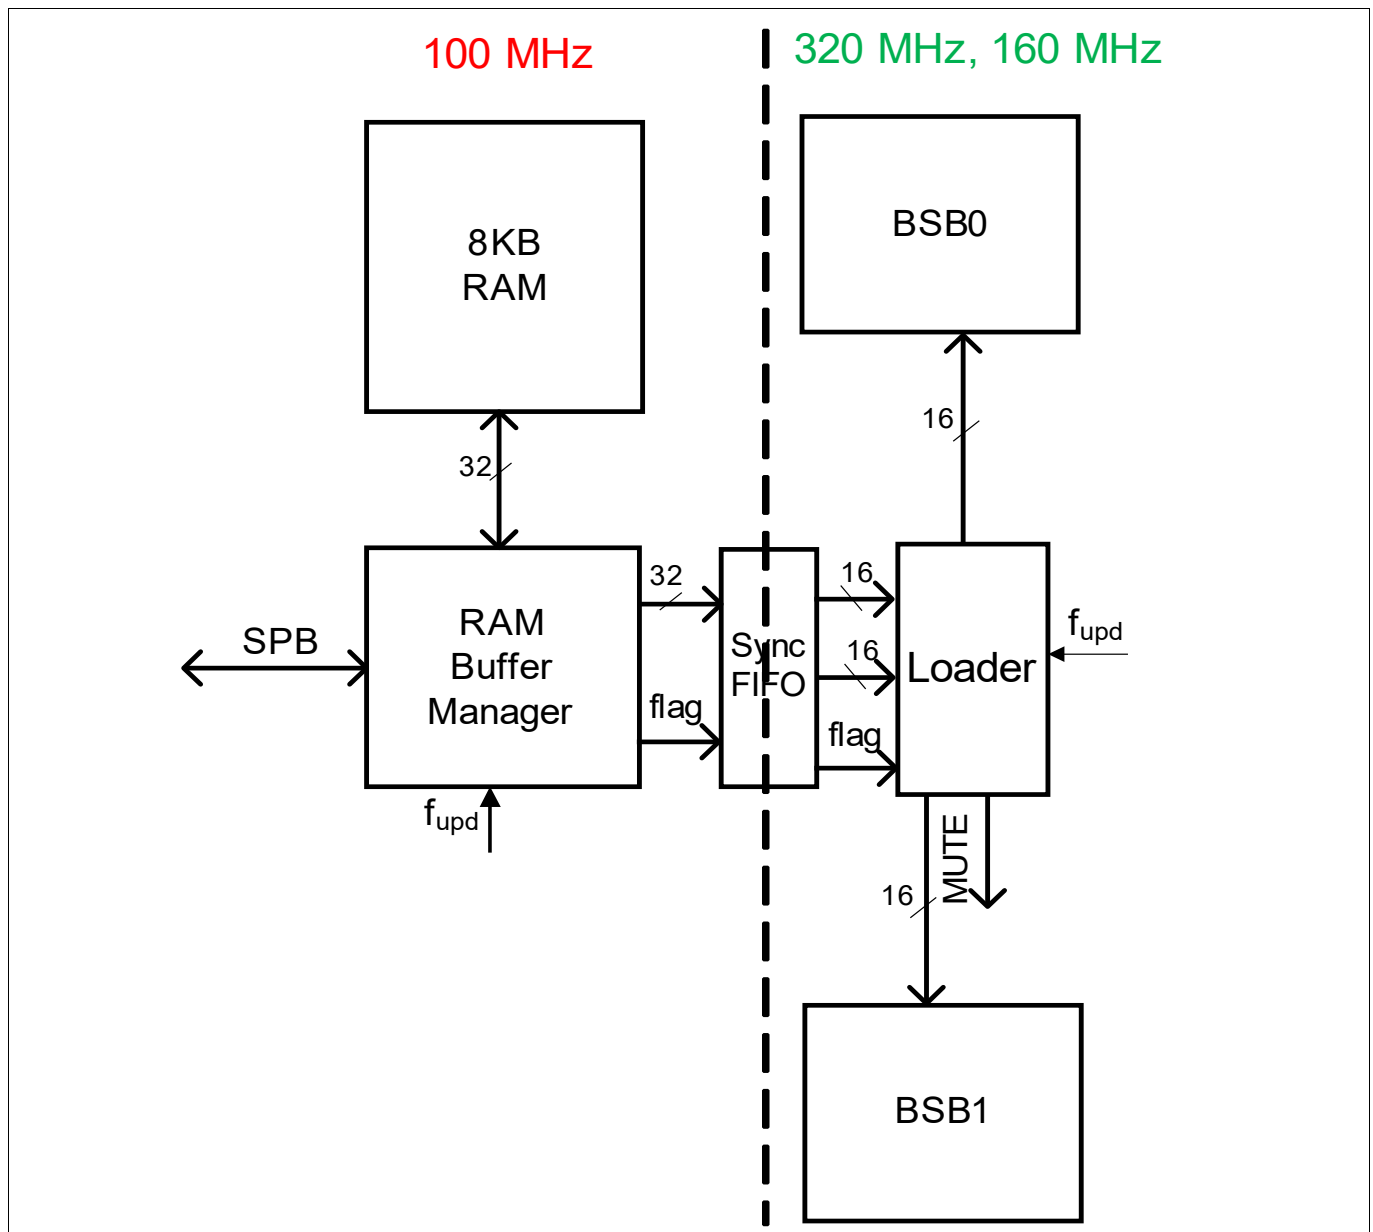 100 MHz
320 MHz, 160 MHz
8KB
RAM
BSB0
16
32
32
16
SPB
RAM
Buffer
Manager
Sync
FIFO
16
Loader
fupd
flag
flag
fupd
MUTE
16
BSB1